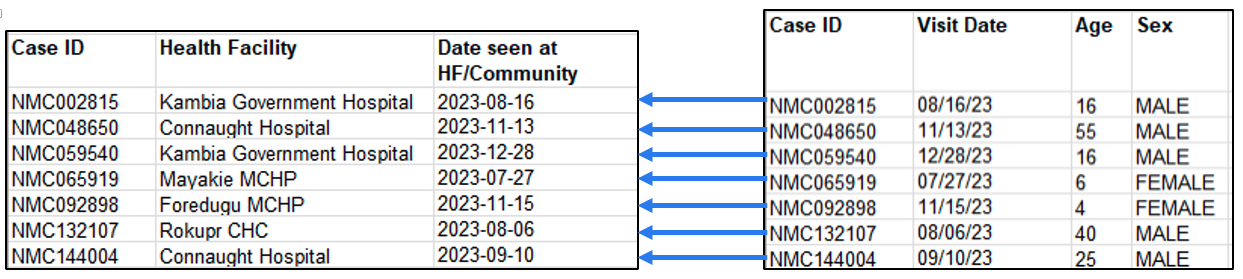 Case ID Health Facility Date seen at
HF/Community
NMC002815 Kambia Government Hospital 2023-08-16
NMC048650 Connaught Hospital 2023-11-13
NMC059540 Kambia Government Hospital 2023-12-28
NMC065919 Mayakie MCHP 2023-07-27
NMC092898 Foredugu MCHP 2023-11-15
NMC132107 Rokupr CHC 2023-08-06
NMC144004 Connaught Hospital 2023-09-10
Case ID Visit Date Age Sex
NMC002815 08/16/23 16 MALE
NMC048650 11/13/23 55 MALE
NMC059540 12/28/23 16 MALE
NMC065919 07/27/23 6 FEMALE
NMC092898 11/15/23 4 FEMALE
NMC132107 08/06/23 40 MALE
NMC144004 09/10/23 25 MALE